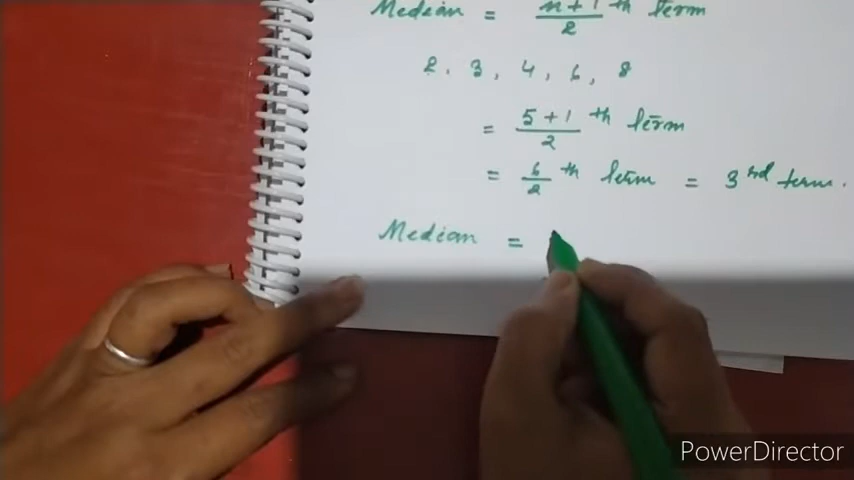 Median = n+1/2 th term
2, 3, 4, 6, 8
= 5+1/2 th term
= 6/2 th term = 3rd term.
Median =
PowerDirector